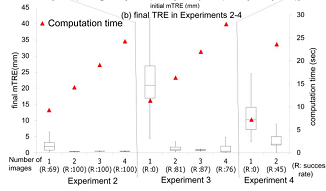 initial mTRE(mm)
(b) final TRE in Experiments 2-4
Computation time
final mTRE(mm)
45
40
35
30
25
20
15
10
5
0
computation time (sec)
30
25
20
15
10
5
0
Number of images
1 2 3 4 1 2 3 4 1 2
(R:69) (R:100) (R:100) (R:100) (R:0) (R:81) (R:87) (R:76) (R:0) (R:45)
(R: succes
rate)
Experiment 2 Experiment 3 Experiment 4